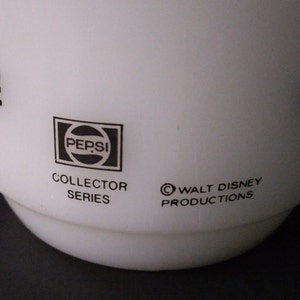 PEPSI
COLLECTOR
SERIES
© WALT DISNEY
PRODUCTIONS